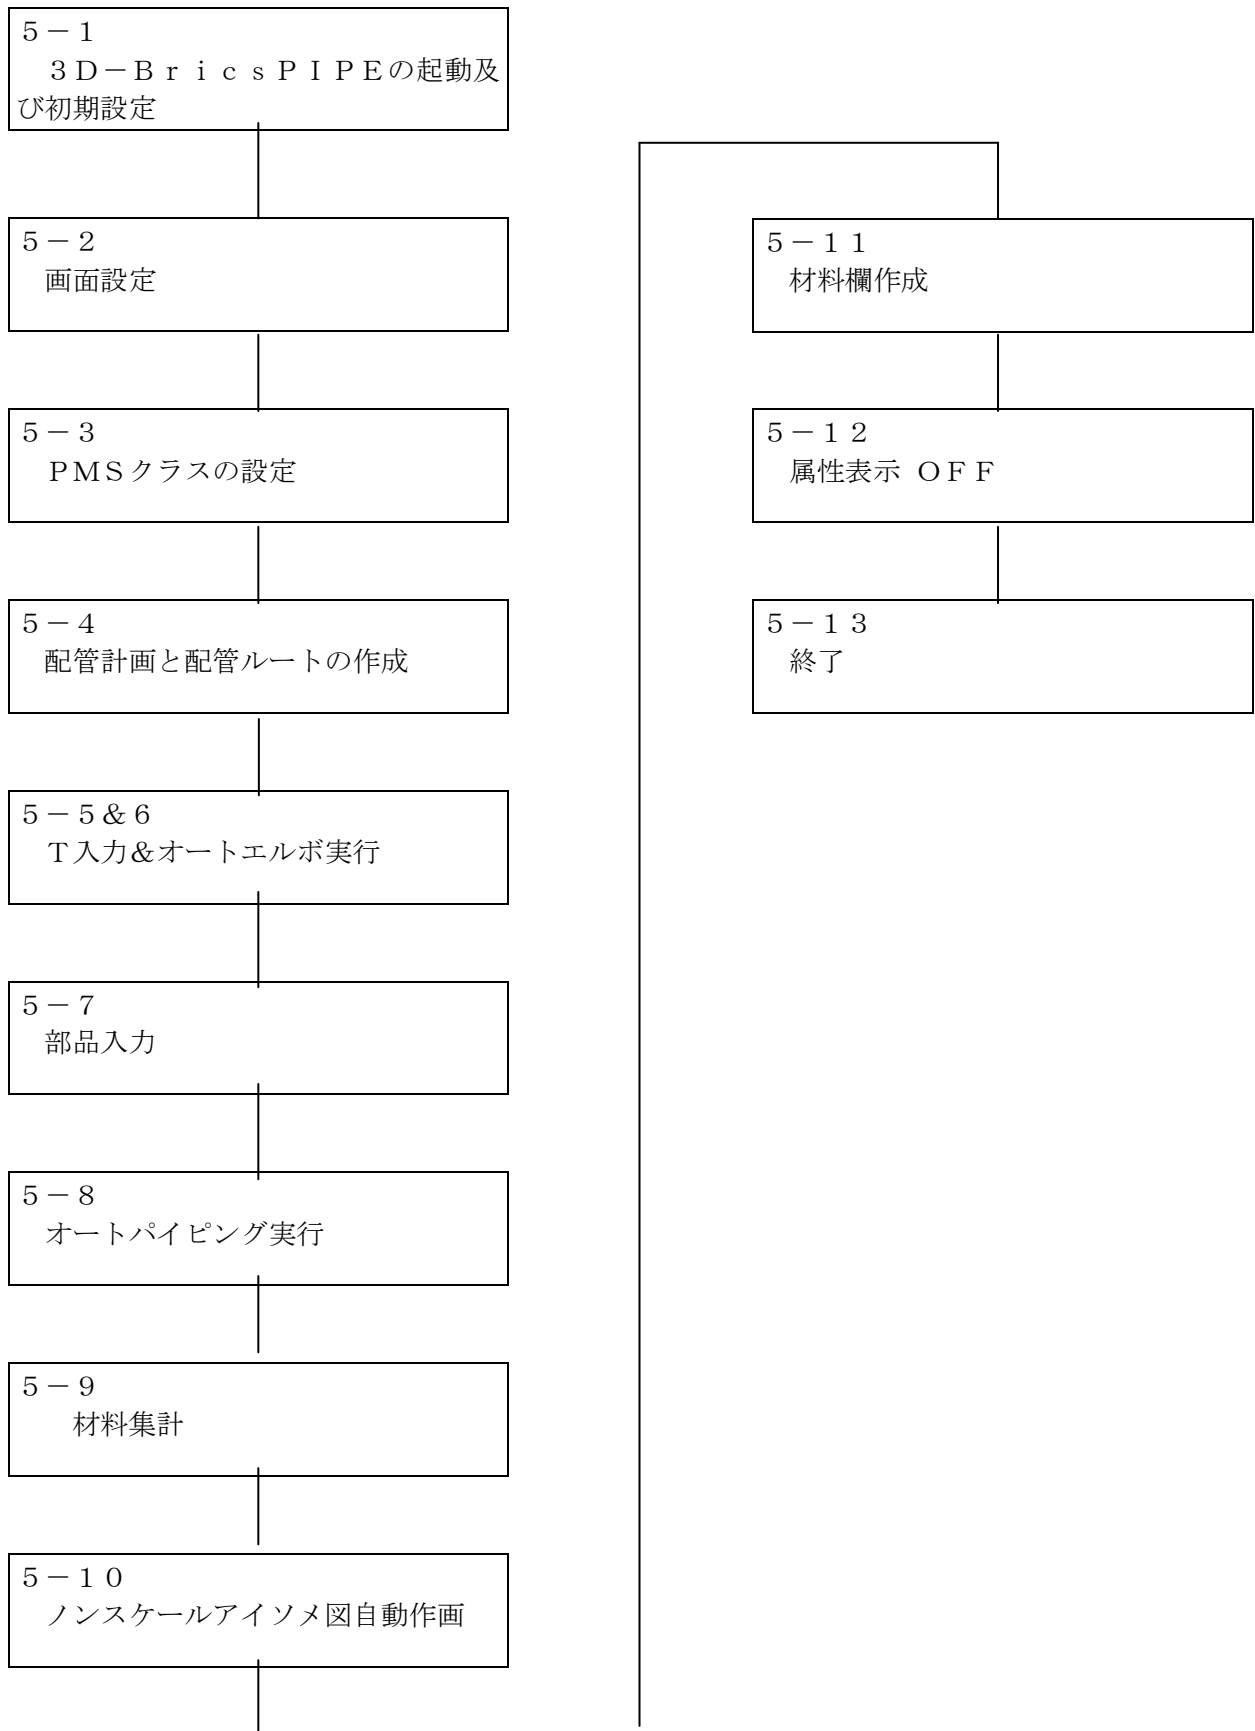 ５－１
３Ｄ－ＢｒｉｃｓＰＩＰＥの起動及
び初期設定
５－２
画面設定
５－３
ＰＭＳクラスの設定
５－４
配管計画と配管ルートの作成
５－５＆６
Ｔ入力＆オートエルボ実行
５－７
部品入力
５－８
オートパイピング実行
５－９
材料集計
５－１０
ノンスケールアイソメ図自動作画
５－１１
材料欄作成
５－１２
属性表示 ＯＦＦ
５－１３
終了